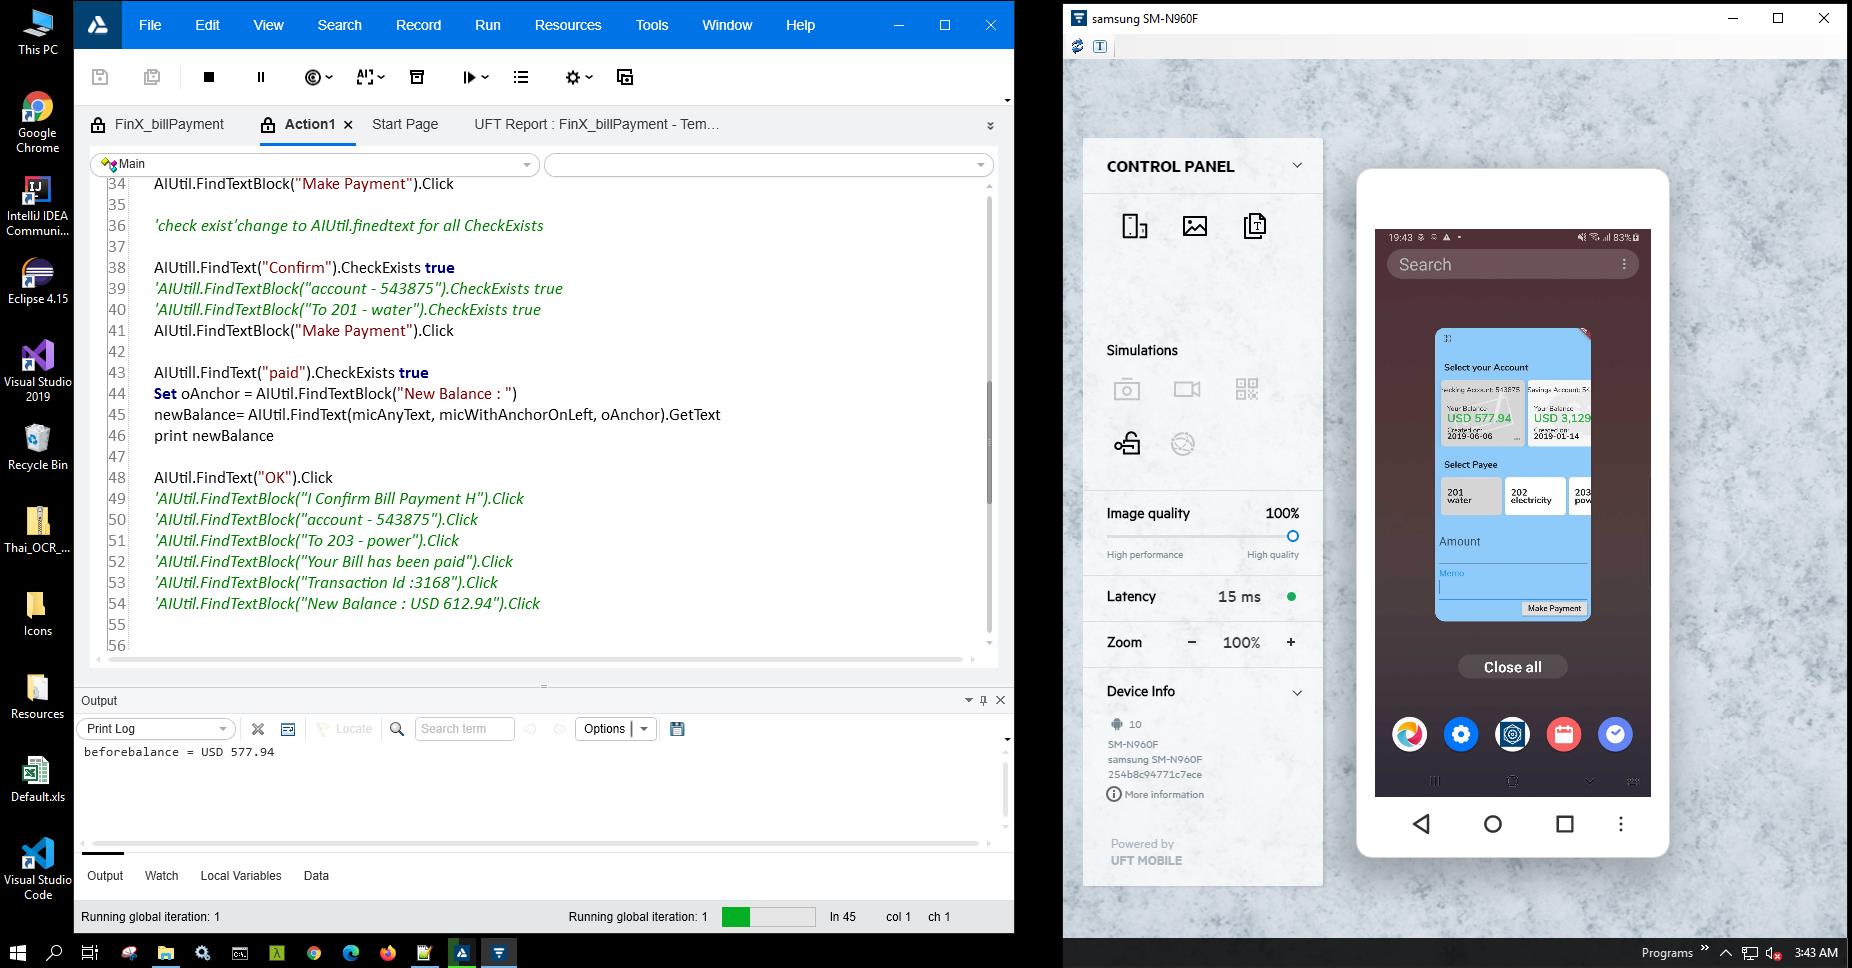 This PC
Google
Chrome
IntelliJ IDEA
Communi...
Eclipse 4.15
Visual Studio
2019
Recycle Bin
Thai_OCR_...
Icons
Resources
Default.xls
Visual Studio
Code
File Edit View Search Record Run Resources Tools Window Help
FinX_billPayment Action1 Start Page UFT Report : FinX_billPayment - Tem...
Main
34 AIUtil.FindTextBlock("Make Payment").Click
35
36 'check exist'change to AIUtil.finedtext for all CheckExists
37
38 AIUtill.FindText("Confirm").CheckExists true
39 'AIUtill.FindTextBlock("account - 543875").CheckExists true
40 'AIUtill.FindTextBlock("To 201 - water").CheckExists true
41 AIUtil.FindTextBlock("Make Payment").Click
42
43 AIUtill.FindText("paid").CheckExists true
44 Set oAnchor = AIUtil.FindTextBlock("New Balance : ")
45 newBalance= AIUtil.FindText(micAnyText, micWithAnchorOnLeft, oAnchor).GetText
46 print newBalance
47
48 AIUtil.FindText("OK").Click
49 'AIUtil.FindTextBlock("I Confirm Bill Payment H").Click
50 'AIUtil.FindTextBlock("account - 543875").Click
51 'AIUtil.FindTextBlock("To 203 - power").Click
52 'AIUtil.FindTextBlock("Your Bill has been paid").Click
53 'AIUtil.FindTextBlock("Transaction Id :3168").Click
54 'AIUtil.FindTextBlock("New Balance : USD 612.94").Click
55
56
Output
Print Log Locate Search term Options
beforebalance = USD 577.94
Output Watch Local Variables Data
Running global iteration: 1 Running global iteration: 1 ln 45 col 1 ch 1
samsung SM-N960F
CONTROL PANEL
Simulations
Image quality 100%
High performance High quality
Latency 15 ms
Zoom - 100% +
Device Info
10
SM-N960F
samsung SM-N960F
254b8c94771c7ece
More information
Powered by
UFT MOBILE
19:43 83%
Search
Select your Account
ecking Account: 543875 Savings Account: 54
Your Balance Your Balance
USD 577.94 USD 3,129
Created on: Created on:
2019-06-06 2019-01-14
Select Payee
201 202 203
water electricity pow
Amount
Memo
Make Payment
Close all
Programs 3:43 AM